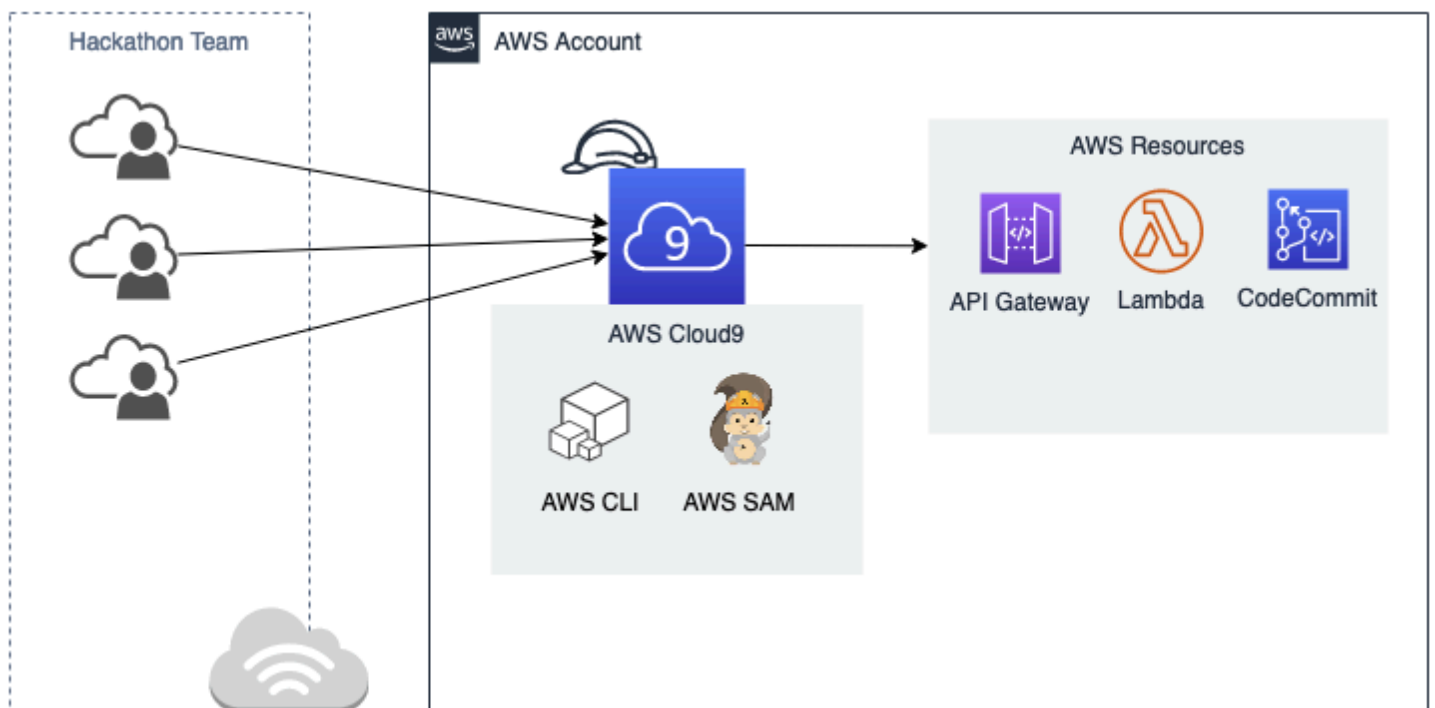 Hackathon Team
aws
AWS Account
9
AWS Cloud9
AWS CLI
AWS SAM
AWS Resources
</>
API Gateway
Lambda
</>
CodeCommit